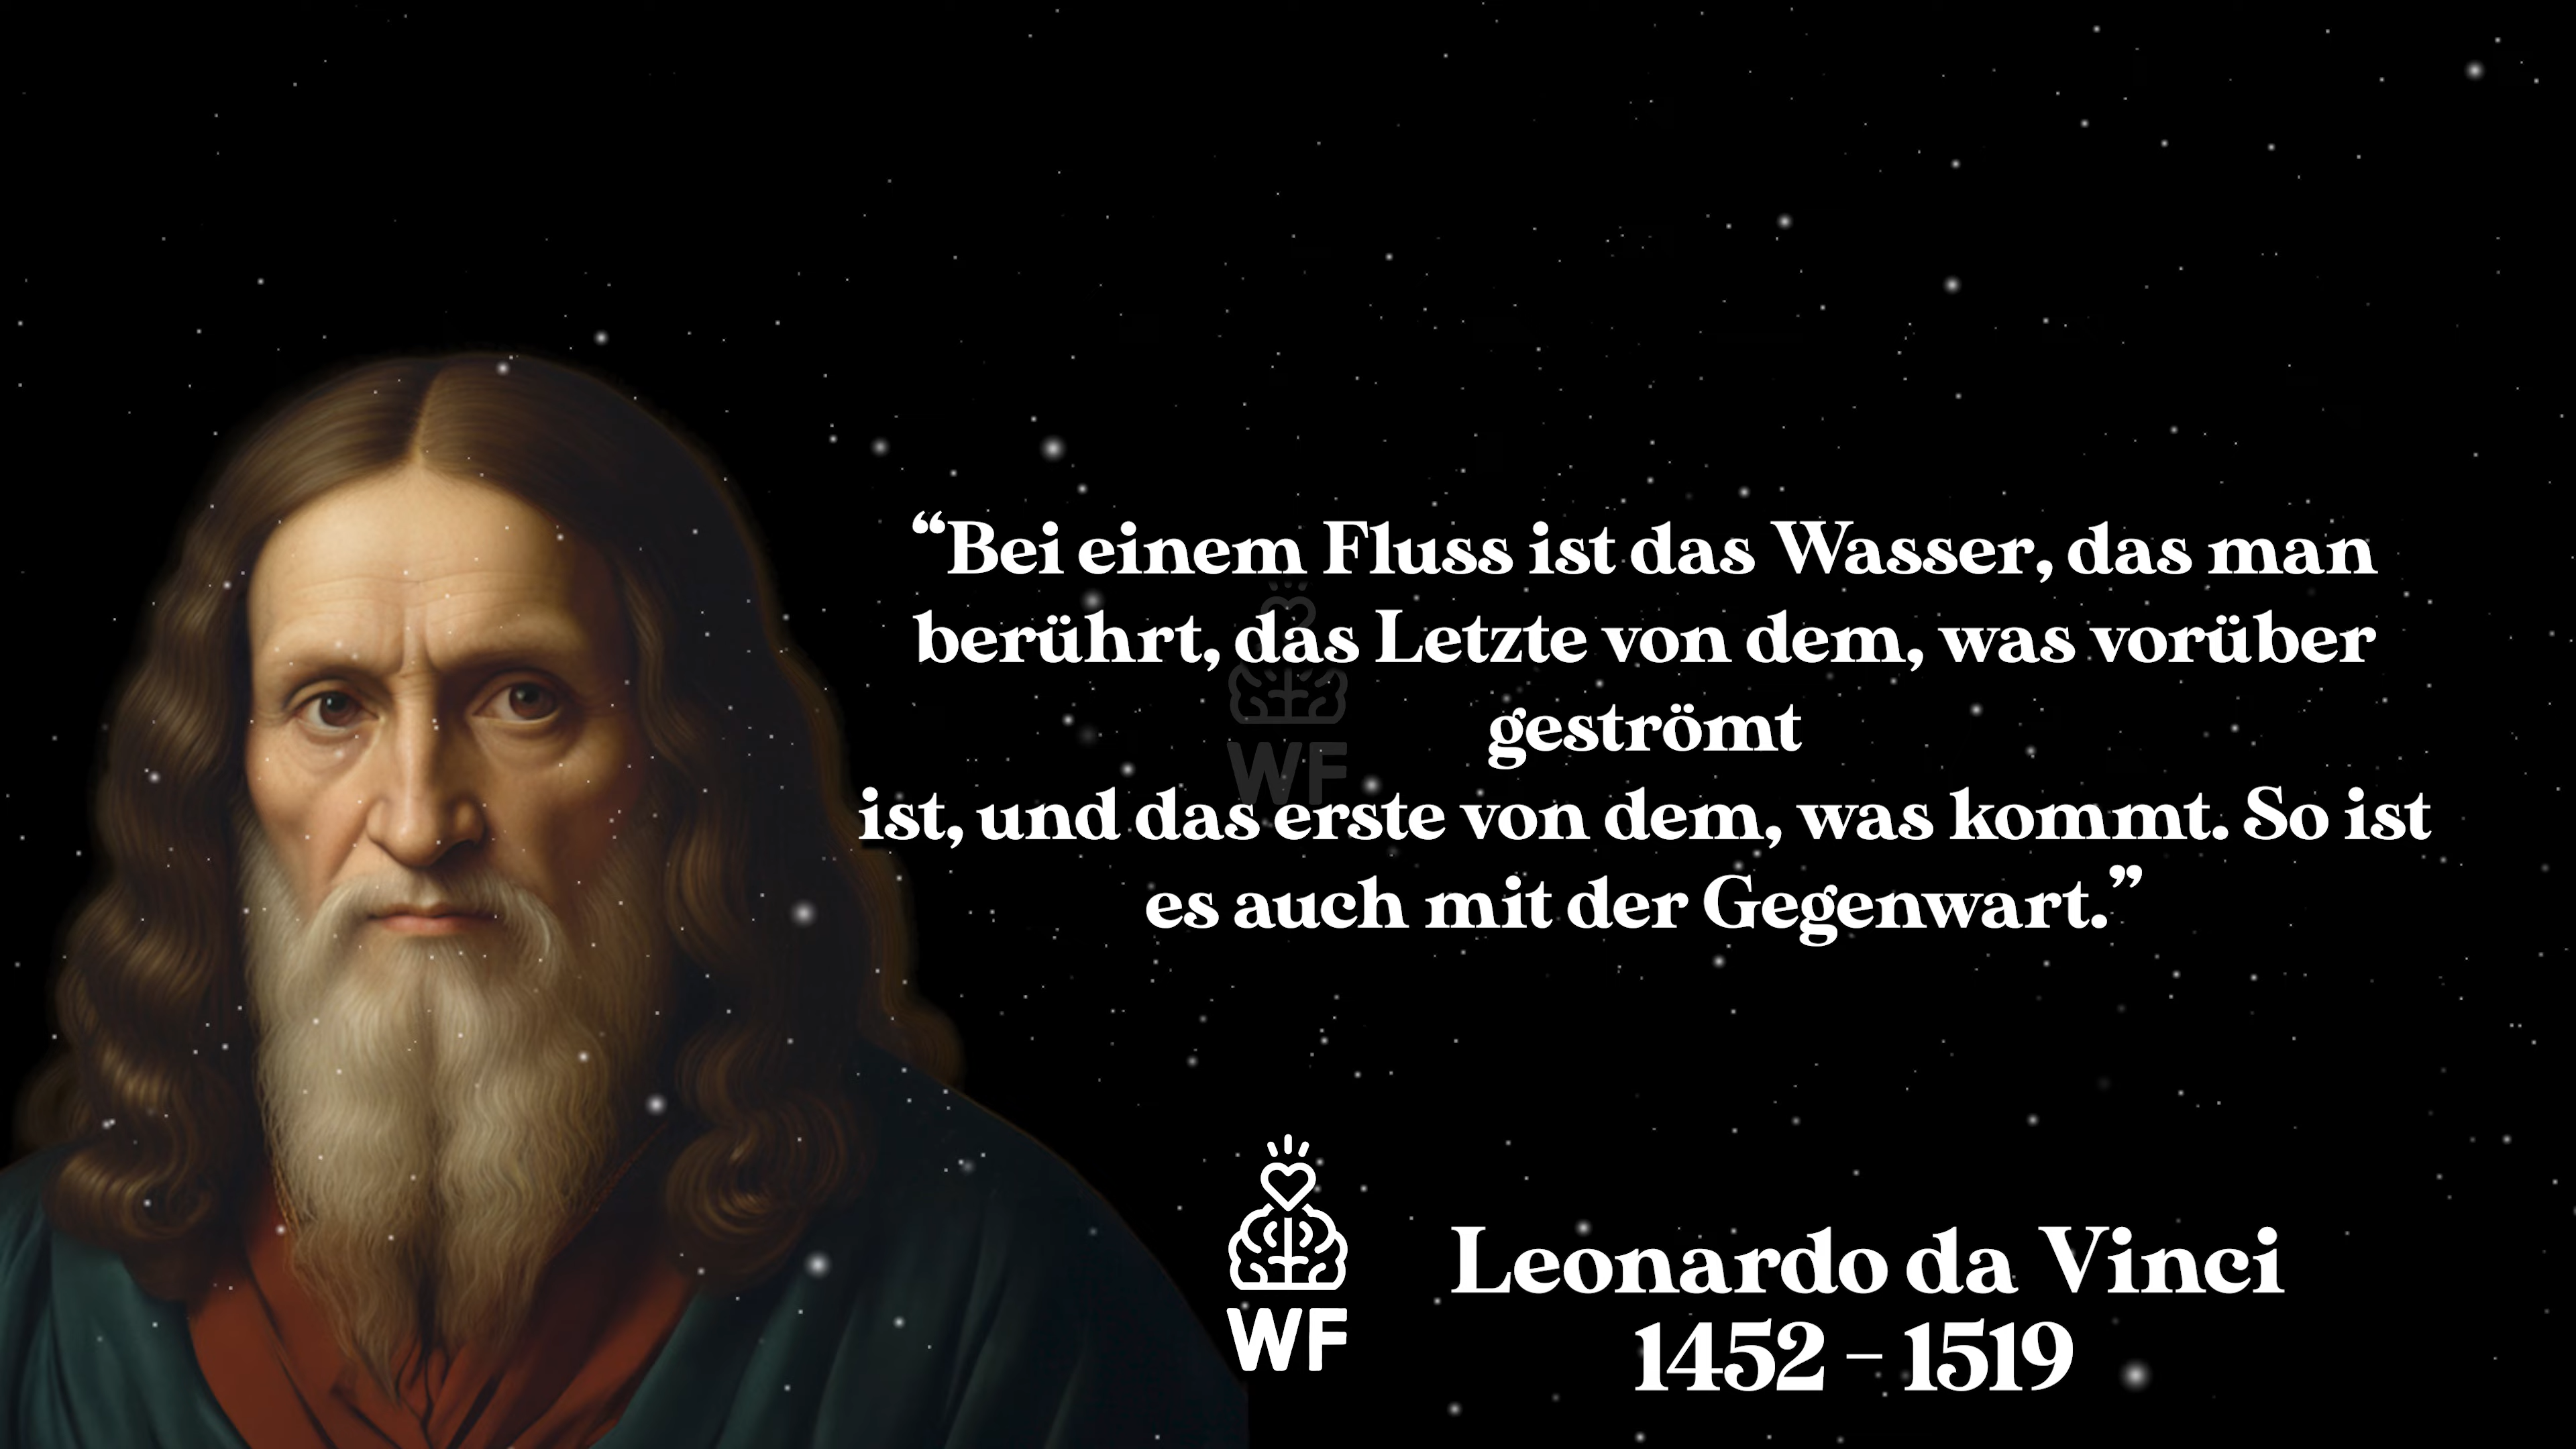 “Bei einem Fluss ist das Wasser, das man
berührt, das Letzte von dem, was vorüber
geströmt
ist, und das erste von dem, was kommt. So ist
es auch mit der Gegenwart.”
WF
WF
Leonardo da Vinci
1452 – 1519